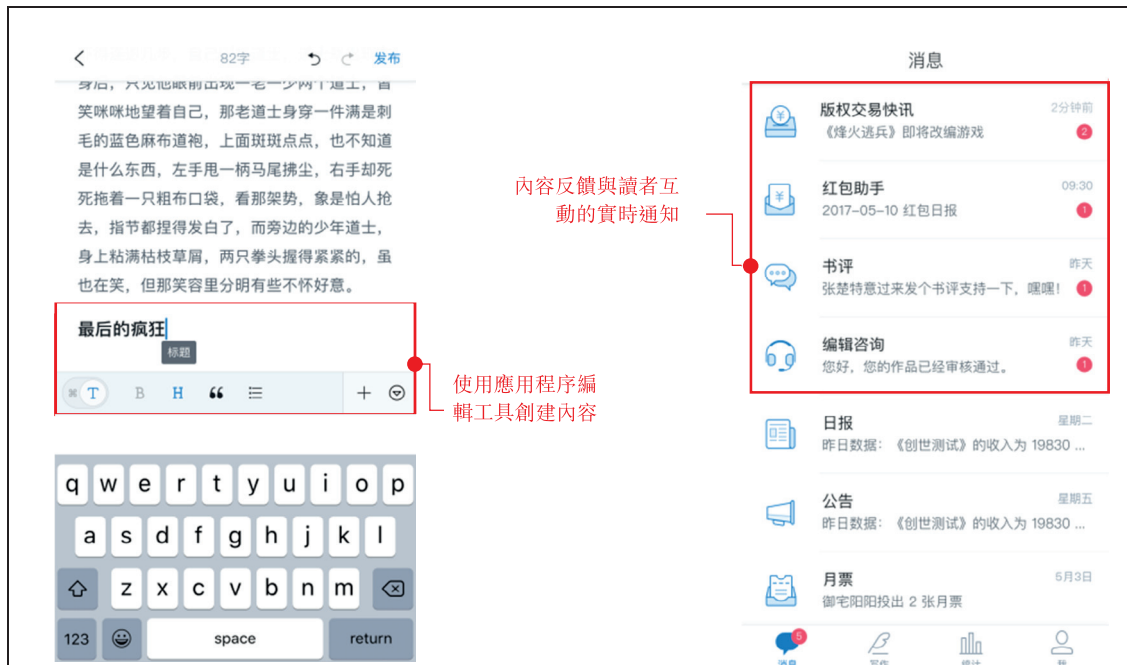 82字
发布
身后，只见他眼前出现一老一少两个道士，皆
笑咪咪地望着自己，那老道士身穿一件满是刺
毛的蓝色麻布道袍，上面斑斑点点，也不知道
是什么东西，左手甩一柄马尾拂尘，右手却死
死拖着一只粗布口袋，看那架势，象是怕人抢
去，指节都捏得发白了，而旁边的少年道士，
身上粘满枯枝草屑，两只拳头握得紧紧的，虽
也在笑，但那笑容里分明有些不怀好意。
最后的疯狂
标题
⌘ T B H
使用應用程序編
輯工具創建內容
q w e r t y u i o p
a s d f g h j k l
z x c v b n m
123 space return
內容反饋與讀者互
動的實時通知
消息
版权交易快讯 2分钟前
《烽火逃兵》即将改编游戏 2
红包助手 09:30
2017-05-10 红包日报 1
书评 昨天
张楚特意过来发个书评支持一下，嘿嘿！ 1
编辑咨询 昨天
您好，您的作品已经审核通过。 1
日报 星期二
昨日数据：《创世测试》的收入为 19830 ...
公告 星期五
昨日数据：《创世测试》的收入为 19830 ...
月票 5月3日
御宅阳阳投出 2 张月票
5
消息 写作 统计 我